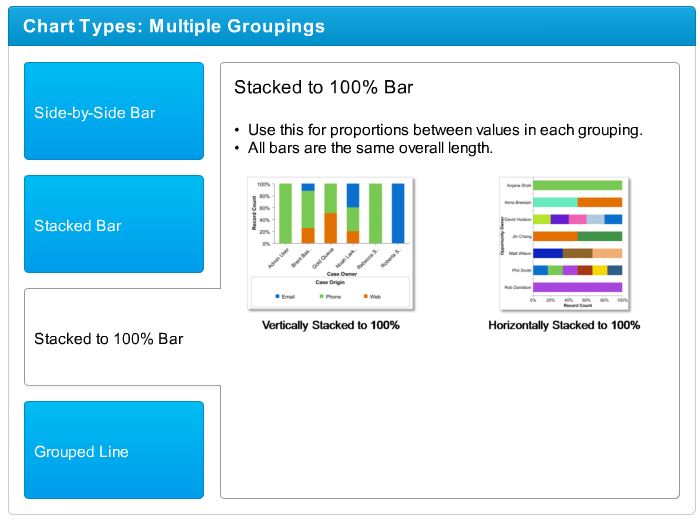 Chart Types: Multiple Groupings
Side-by-Side Bar
Stacked Bar
Stacked to 100% Bar
Grouped Line
Stacked to 100% Bar
• Use this for proportions between values in each grouping.
• All bars are the same overall length.
Record Count
100%
80%
60%
40%
20%
0%
Admin User
Brent Bas..
Gold Queue
Noah Lark..
Rebecca S..
Roberta S..
Case Owner
Case Origin
Email
Phone
Web
Vertically Stacked to 100%
Opportunity Owner
Anjana Shah
Anna Bresson
David Hudson
Jin Chang
Matt Wilson
Phil Smith
Rob Davidson
0% 20% 40% 60% 80% 100%
Record Count
Horizontally Stacked to 100%